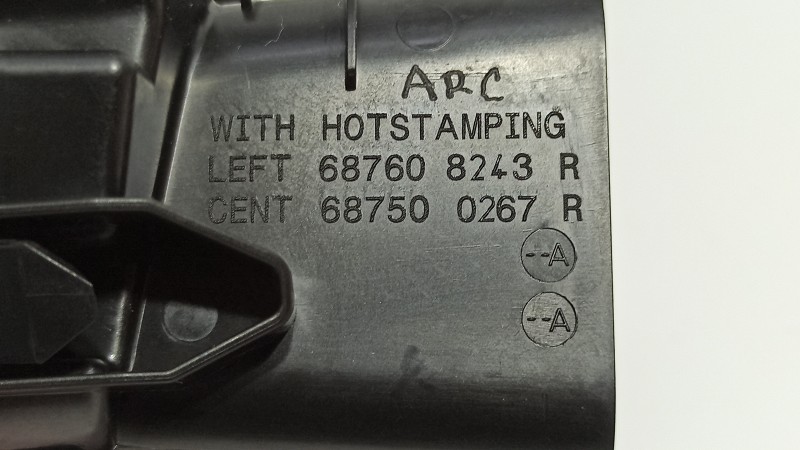 ARC
WITH HOTSTAMPING
LEFT 68760 8243 R
CENT 68750 0267 R
--A
--A